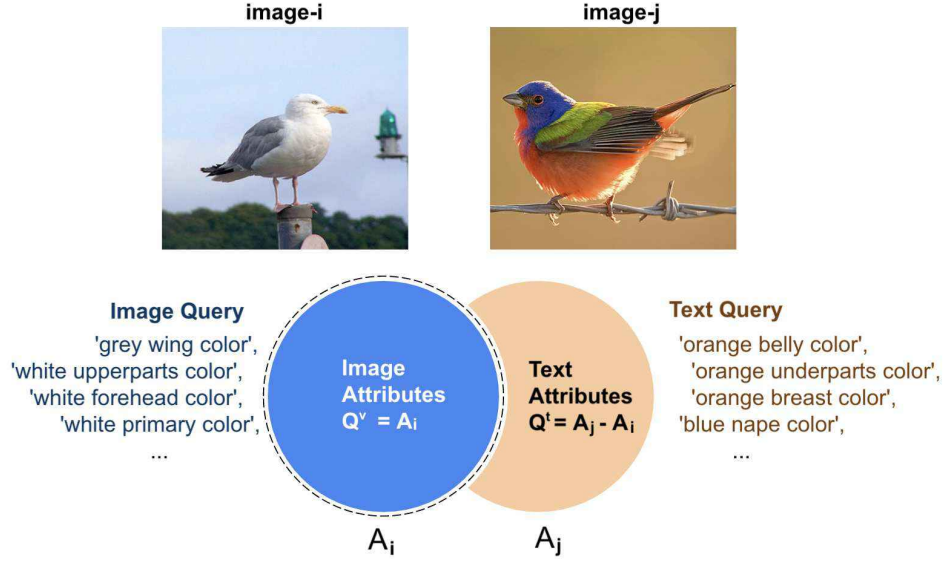 image-i
image-j
Image Query
'grey wing color',
'white upperparts color',
'white forehead color',
'white primary color',
...
Image
Attributes
Qᵛ = Aᵢ
Text
Attributes
Qᵗ = Aⱼ - Aᵢ
Text Query
'orange belly color',
'orange underparts color',
'orange breast color',
'blue nape color',
...
Aᵢ
Aⱼ